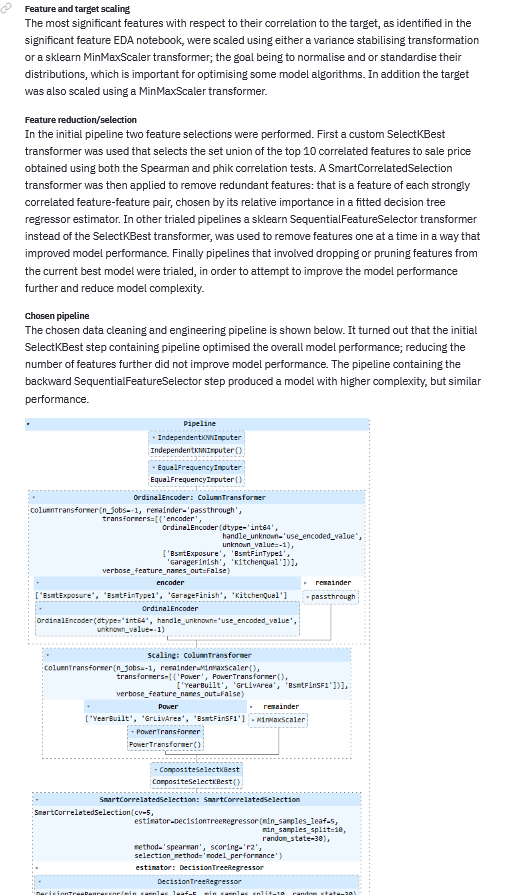 Feature and target scaling
The most significant features with respect to their correlation to the target, as identified in the
significant feature EDA notebook, were scaled using either a variance stabilising transformation
or a sklearn MinMaxScaler transformer; the goal being to normalise and or standardise their
distributions, which is important for optimising some model algorithms. In addition the target
was also scaled using a MinMaxScaler transformer.
Feature reduction/selection
In the initial pipeline two feature selections were performed. First a custom SelectKBest
transformer was used that selects the set union of the top 10 correlated features to sale price
obtained using both the Spearman and phik correlation tests. A SmartCorrelatedSelection
transformer was then applied to remove redundant features: that is a feature of each strongly
correlated feature-feature pair, chosen by its relative importance in a fitted decision tree
regressor estimator. In other trialed pipelines a sklearn SequentialFeatureSelector transformer
instead of the SelectKBest transformer, was used to remove features one at a time in a way that
improved model performance. Finally pipelines that involved dropping or pruning features from
the current best model were trialed, in order to attempt to improve the model performance
further and reduce model complexity.
Chosen pipeline
The chosen data cleaning and engineering pipeline is shown below. It turned out that the initial
SelectKBest step containing pipeline optimised the overall model performance; reducing the
number of features further did not improve model performance. The pipeline containing the
backward SequentialFeatureSelector step produced a model with higher complexity, but similar
performance.
Pipeline
IndependentKNNImputer
IndependentKNNImputer()
EqualFrequencyImputer
EqualFrequencyImputer()
OrdinalEncoder: ColumnTransformer
ColumnTransformer(n_jobs=-1, remainder='passthrough',
transformers=[('encoder',
OrdinalEncoder(dtype='int64',
handle_unknown='use_encoded_value',
unknown_value=-1),
['BsmtExposure', 'BsmtFinType1',
'GarageFinish', 'KitchenQual'])],
verbose_feature_names_out=False)
encoder remainder
['BsmtExposure', 'BsmtFinType1', 'GarageFinish', 'KitchenQual'] passthrough
OrdinalEncoder
OrdinalEncoder(dtype='int64', handle_unknown='use_encoded_value',
unknown_value=-1)
Scaling: ColumnTransformer
ColumnTransformer(n_jobs=-1, remainder=MinMaxScaler(),
transformers=[('Power', PowerTransformer(),
['YearBuilt', 'GrLivArea', 'BsmtFinSF1'])],
verbose_feature_names_out=False)
Power remainder
['YearBuilt', 'GrLivArea', 'BsmtFinSF1'] MinMaxScaler
PowerTransformer
PowerTransformer()
CompositeSelectKBest
CompositeSelectKBest()
SmartCorrelatedSelection: SmartCorrelatedSelection
SmartCorrelatedSelection(cv=5,
estimator=DecisionTreeRegressor(min_samples_leaf=5,
min_samples_split=10,
random_state=30),
method='spearman', scoring='r2',
selection_method='model_performance')
estimator: DecisionTreeRegressor
DecisionTreeRegressor
DecisionTreeRegressor(min_samples_leaf=5, min_samples_split=10, random_state=30)